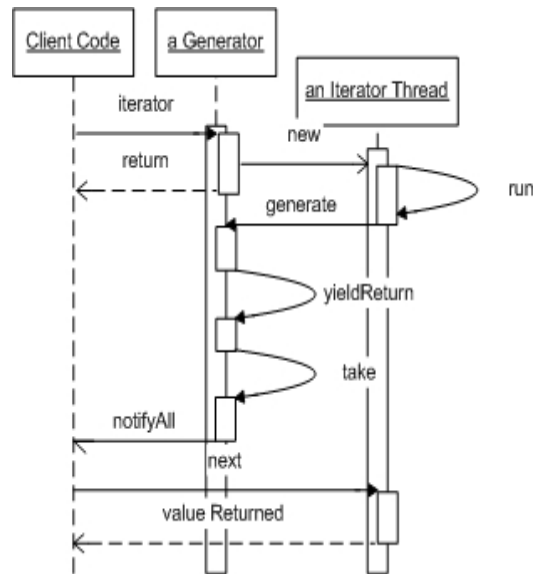 Client Code
a Generator
an Iterator Thread
iterator
new
return
run
generate
yieldReturn
take
notifyAll
next
value Returned